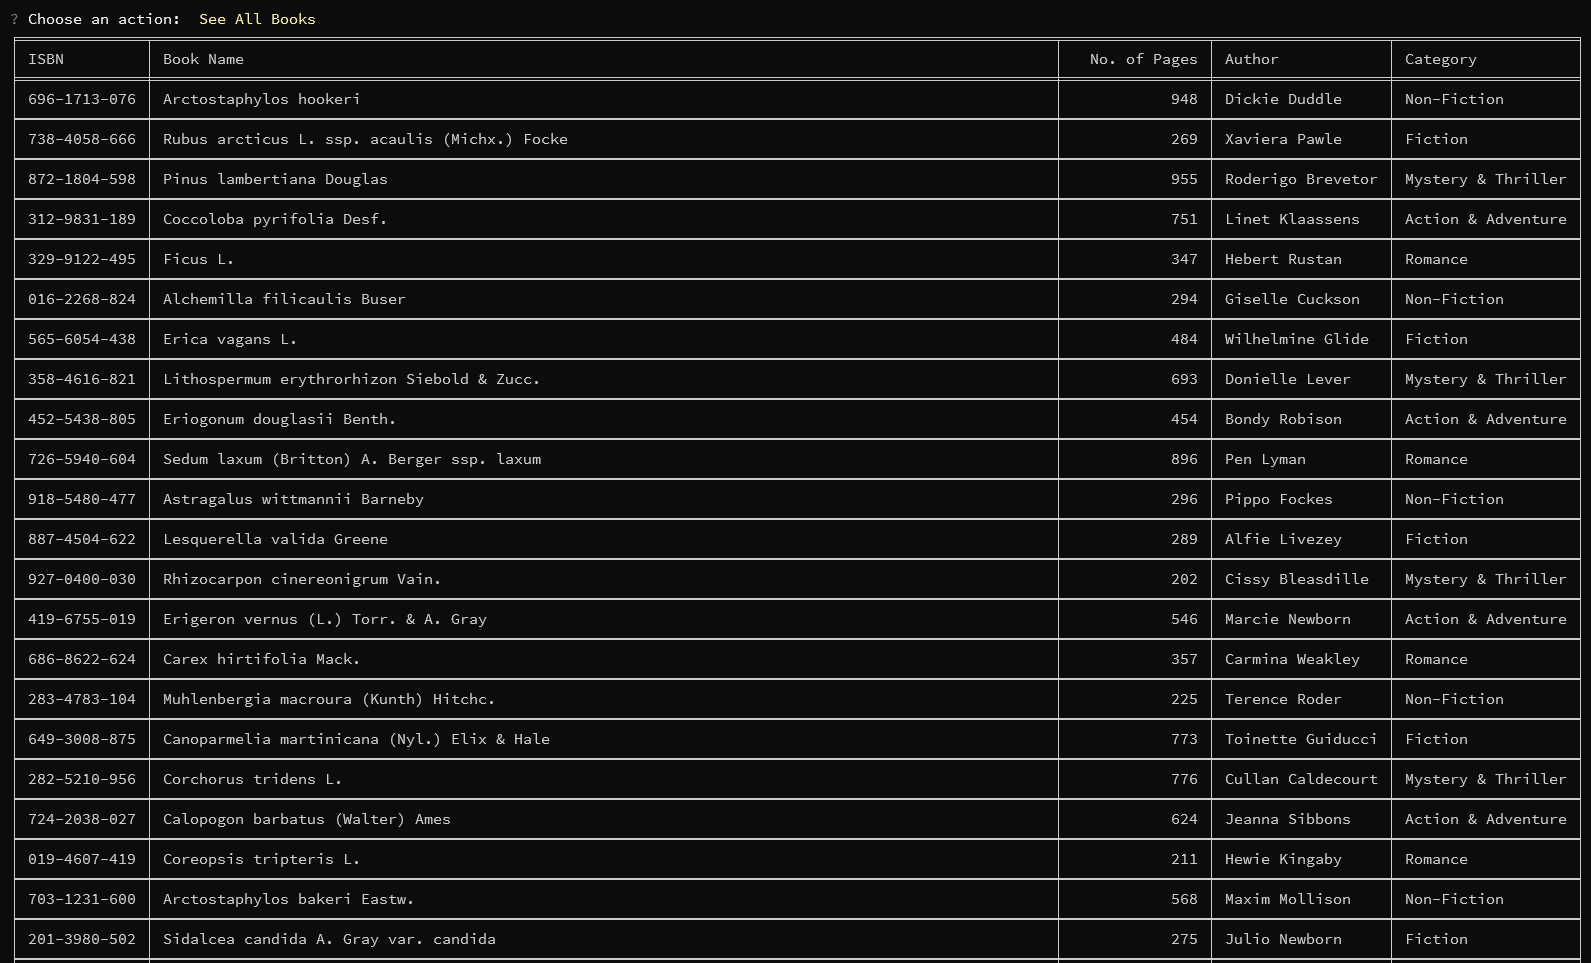 ? Choose an action:  See All Books
ISBN Book Name No. of Pages Author Category
696-1713-076 Arctostaphylos hookeri 948 Dickie Duddle Non-Fiction
738-4058-666 Rubus arcticus L. ssp. acaulis (Michx.) Focke 269 Xaviera Pawle Fiction
872-1804-598 Pinus lambertiana Douglas 955 Roderigo Brevetor Mystery & Thriller
312-9831-189 Coccoloba pyrifolia Desf. 751 Linet Klaassens Action & Adventure
329-9122-495 Ficus L. 347 Hebert Rustan Romance
016-2268-824 Alchemilla filicaulis Buser 294 Giselle Cuckson Non-Fiction
565-6054-438 Erica vagans L. 484 Wilhelmine Glide Fiction
358-4616-821 Lithospermum erythrorhizon Siebold & Zucc. 693 Donielle Lever Mystery & Thriller
452-5438-805 Eriogonum douglasii Benth. 454 Bondy Robison Action & Adventure
726-5940-604 Sedum laxum (Britton) A. Berger ssp. laxum 896 Pen Lyman Romance
918-5480-477 Astragalus wittmannii Barneby 296 Pippo Fockes Non-Fiction
887-4504-622 Lesquerella valida Greene 289 Alfie Livezey Fiction
927-0400-030 Rhizocarpon cinereonigrum Vain. 202 Cissy Bleasdille Mystery & Thriller
419-6755-019 Erigeron vernus (L.) Torr. & A. Gray 546 Marcie Newborn Action & Adventure
686-8622-624 Carex hirtifolia Mack. 357 Carmina Weakley Romance
283-4783-104 Muhlenbergia macroura (Kunth) Hitchc. 225 Terence Roder Non-Fiction
649-3008-875 Canoparmelia martinicana (Nyl.) Elix & Hale 773 Toinette Guiducci Fiction
282-5210-956 Corchorus tridens L. 776 Cullan Caldecourt Mystery & Thriller
724-2038-027 Calopogon barbatus (Walter) Ames 624 Jeanna Sibbons Action & Adventure
019-4607-419 Coreopsis tripteris L. 211 Hewie Kingaby Romance
703-1231-600 Arctostaphylos bakeri Eastw. 568 Maxim Mollison Non-Fiction
201-3980-502 Sidalcea candida A. Gray var. candida 275 Julio Newborn Fiction